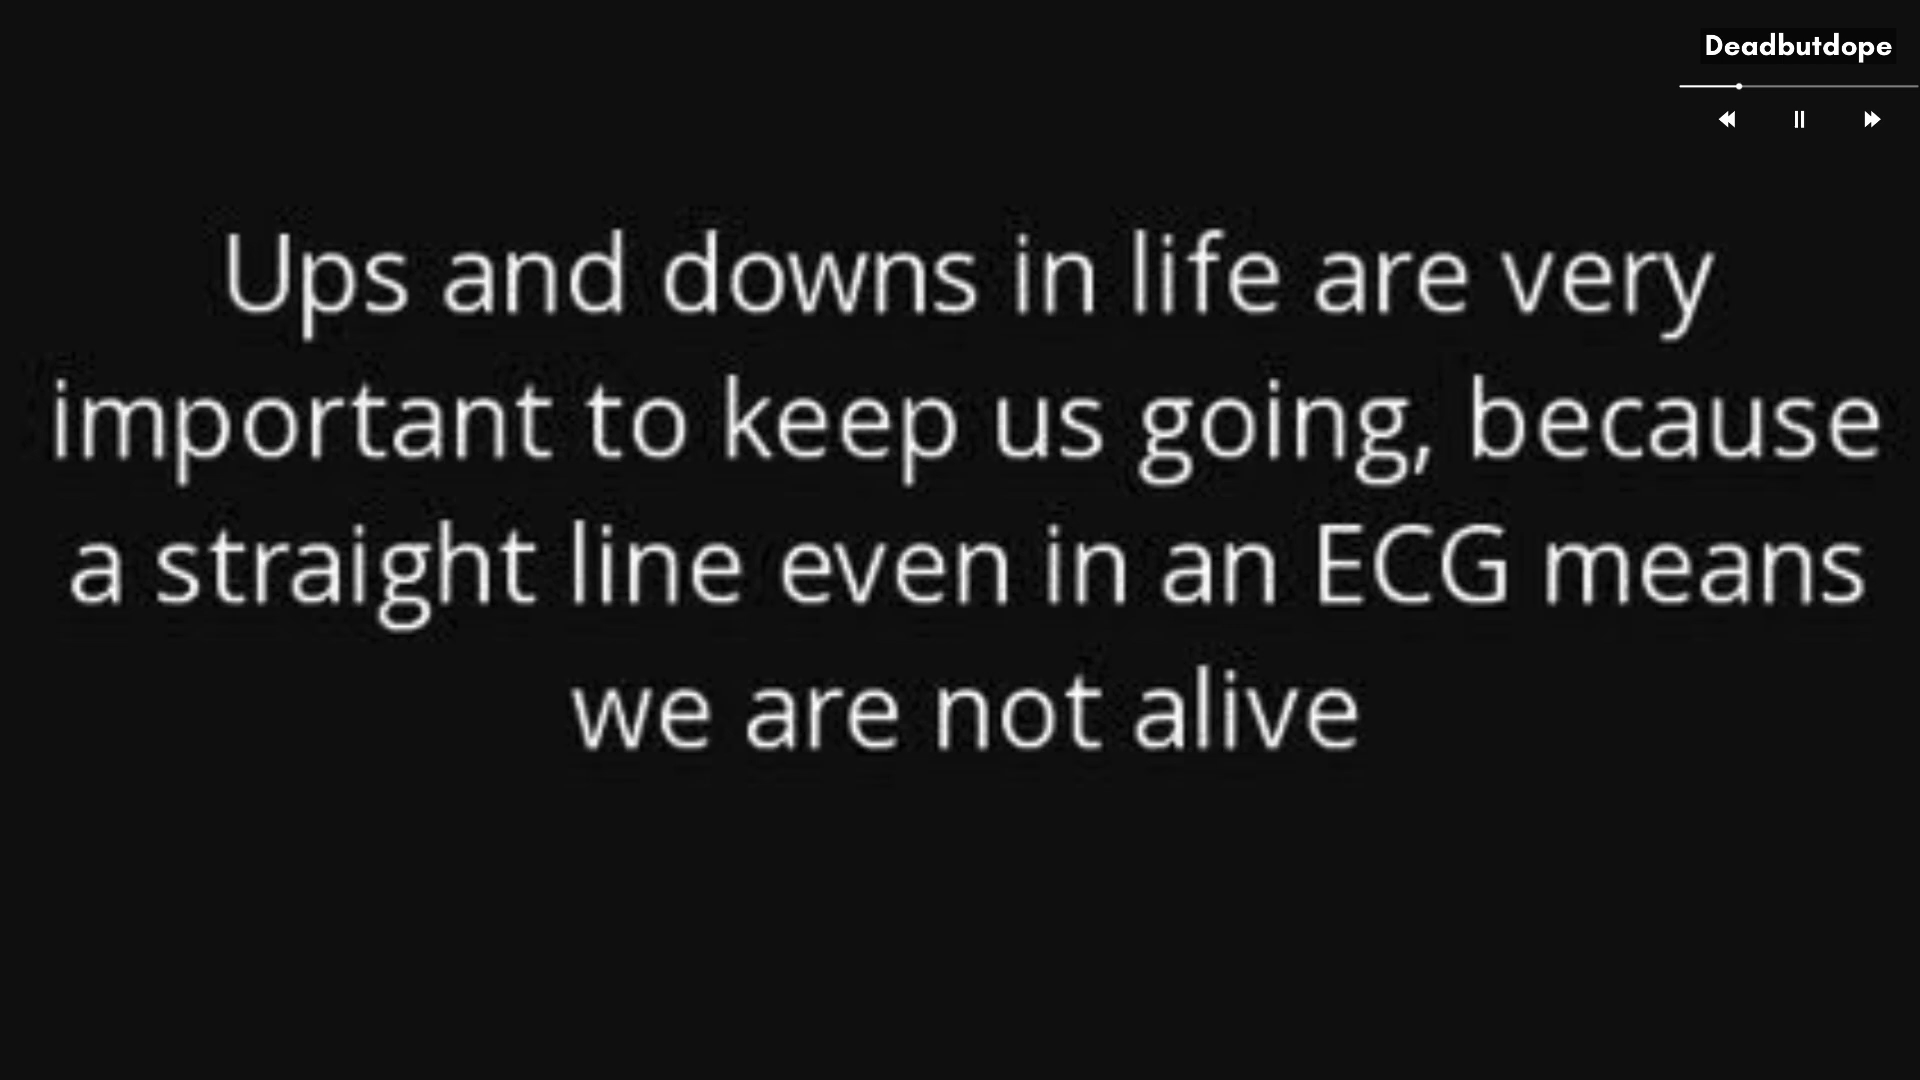 Deadbutdope
Ups and downs in life are very
important to keep us going, because
a straight line even in an ECG means
we are not alive